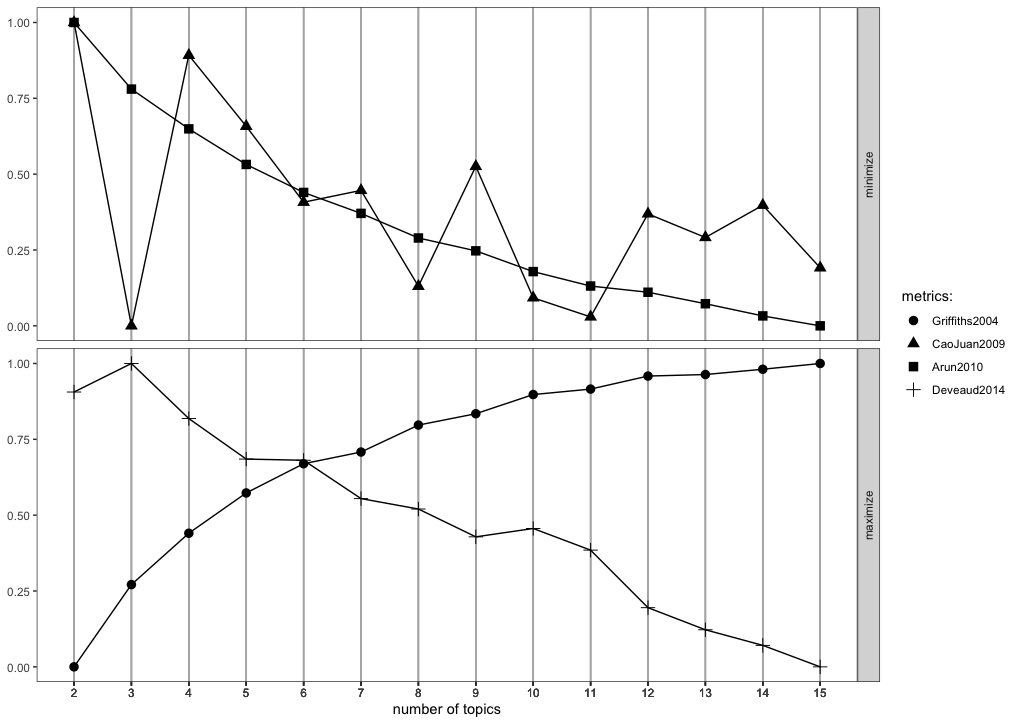 1.00
0.75
0.50
0.25
0.00
minimize
1.00
0.75
0.50
0.25
0.00
maximize
2 3 4 5 6 7 8 9 10 11 12 13 14 15
number of topics
metrics:
Griffiths2004
CaoJuan2009
Arun2010
Deveaud2014